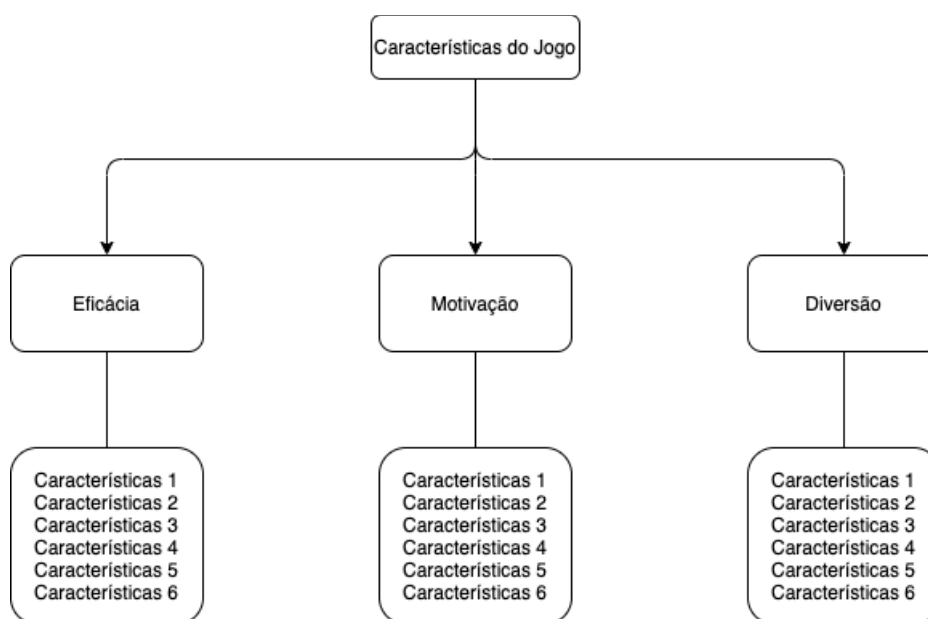 Características do Jogo
Eficácia
Motivação
Diversão
Características 1
Características 2
Características 3
Características 4
Características 5
Características 6
Características 1
Características 2
Características 3
Características 4
Características 5
Características 6
Características 1
Características 2
Características 3
Características 4
Características 5
Características 6